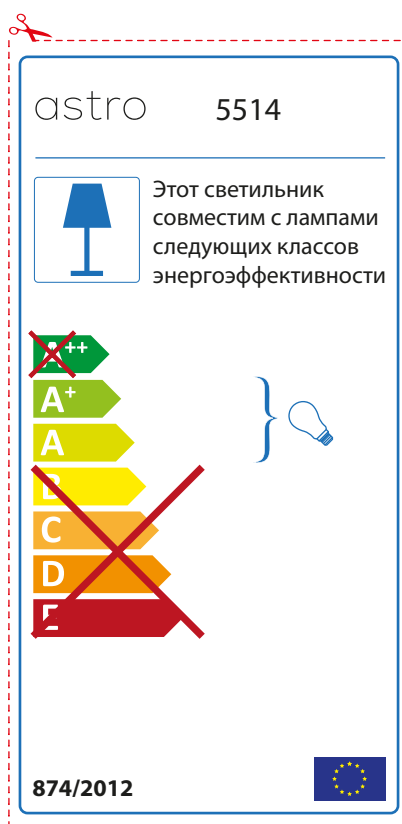 astro 5514
Этот светильник
совместим с лампами
следующих классов
энергоэффективности
A++
A+
A
B
C
D
E
874/2012